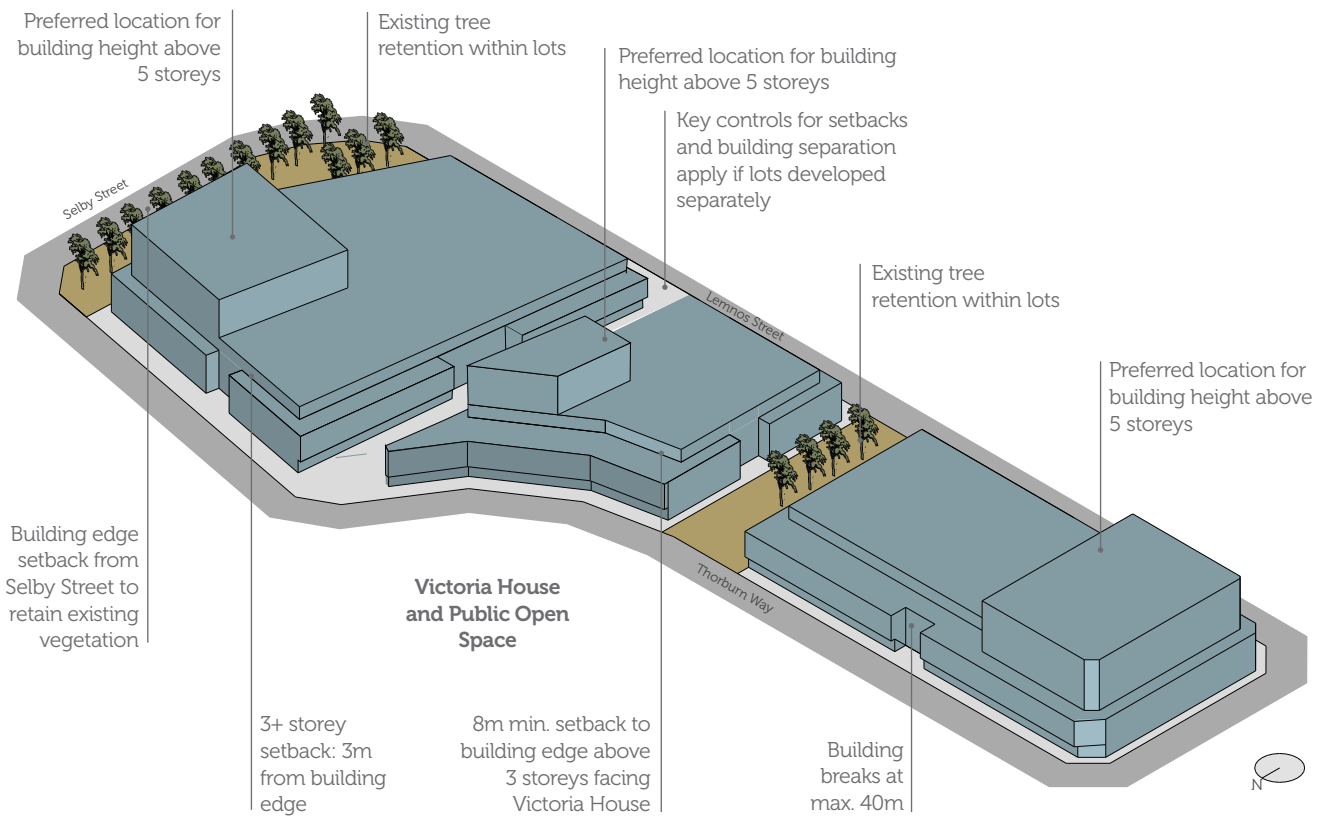 Preferred location for
building height above
5 storeys
Existing tree
retention within lots
Preferred location for building
height above 5 storeys
Key controls for setbacks
and building separation
apply if lots developed
separately
Selby Street
Lemnos Street
Existing tree
retention within lots
Preferred location for
building height above
5 storeys
Building edge
setback from
Selby Street to
retain existing
vegetation
Victoria House
and Public Open
Space
Thorburn Way
3+ storey
setback: 3m
from building
edge
8m min. setback to
building edge above
3 storeys facing
Victoria House
Building
breaks at
max. 40m
N